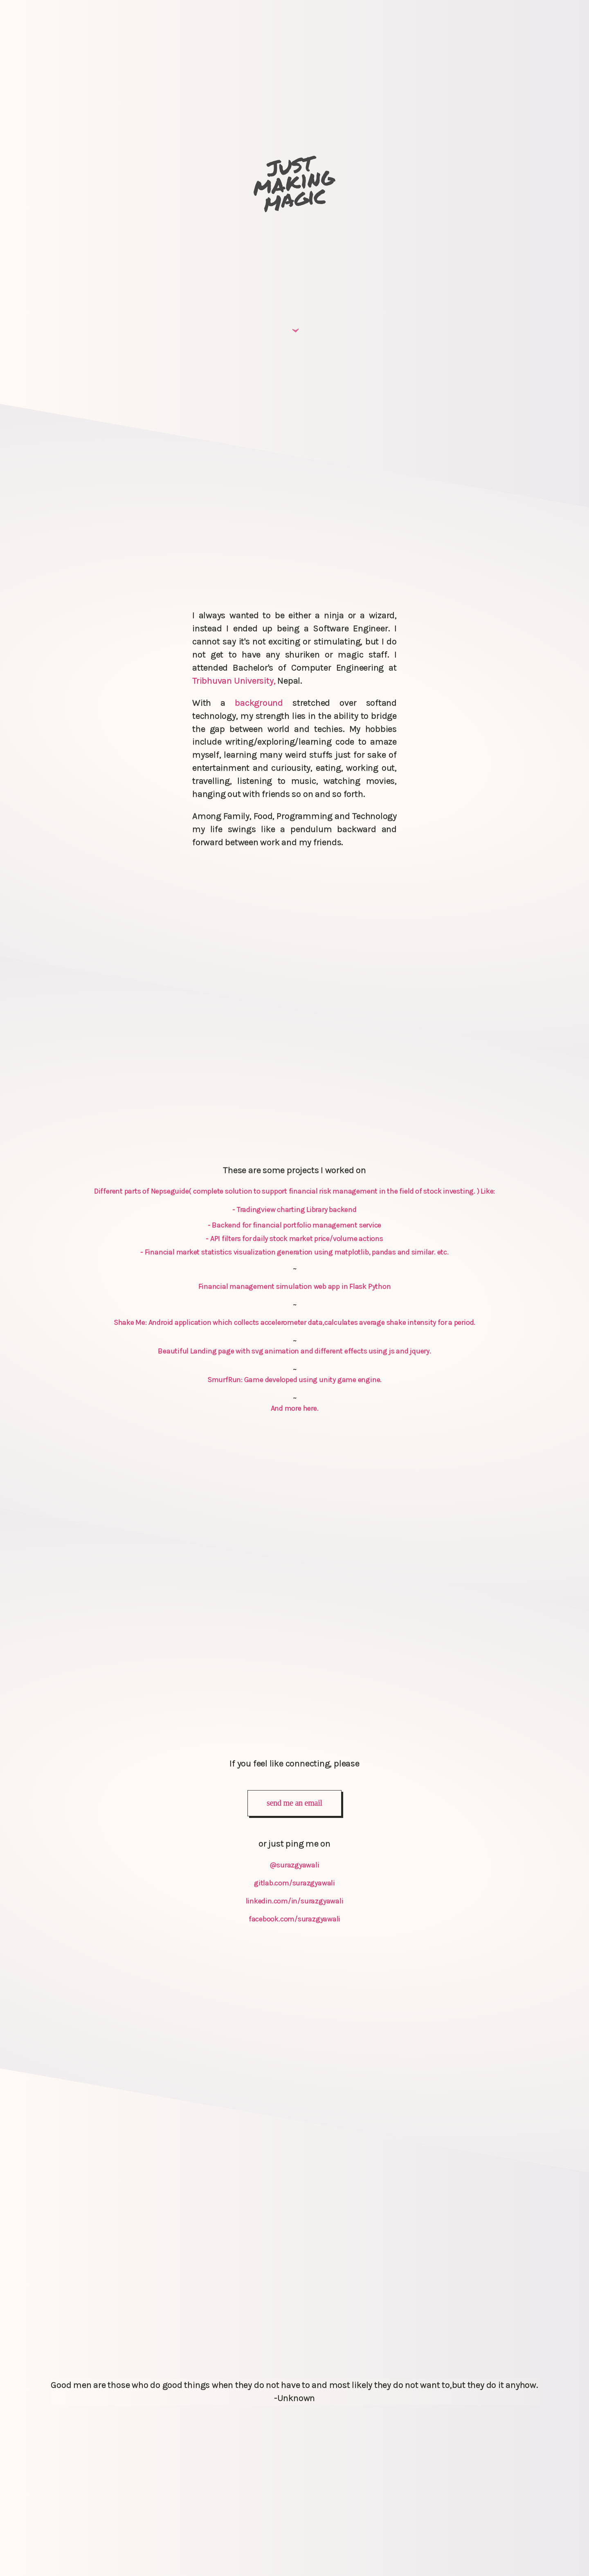 JUST
MAKING
MAGIC
I always wanted to be either a ninja or a wizard,
instead I ended up being a Software Engineer. I
cannot say it's not exciting or stimulating, but I do
not get to have any shuriken or magic staff. I
attended Bachelor's of Computer Engineering at
Tribhuvan University, Nepal.
With a background stretched over softand
technology, my strength lies in the ability to bridge
the gap between world and techies. My hobbies
include writing/exploring/learning code to amaze
myself, learning many weird stuffs just for sake of
entertainment and curiousity, eating, working out,
travelling, listening to music, watching movies,
hanging out with friends so on and so forth.
Among Family, Food, Programming and Technology
my life swings like a pendulum backward and
forward between work and my friends.
These are some projects I worked on
Different parts of Nepseguide( complete solution to support financial risk management in the field of stock investing. ) Like:
- Tradingview charting Library backend
- Backend for financial portfolio management service
- API filters for daily stock market price/volume actions
- Financial market statistics visualization generation using matplotlib, pandas and similar. etc.
~
Financial management simulation web app in Flask Python
~
Shake Me: Android application which collects accelerometer data,calculates average shake intensity for a period.
~
Beautiful Landing page with svg animation and different effects using js and jquery.
~
SmurfRun: Game developed using unity game engine.
~
And more here.
If you feel like connecting, please
send me an email
or just ping me on
@surazgyawali
gitlab.com/surazgyawali
linkedin.com/in/surazgyawali
facebook.com/surazgyawali
Good men are those who do good things when they do not have to and most likely they do not want to,but they do it anyhow.
-Unknown